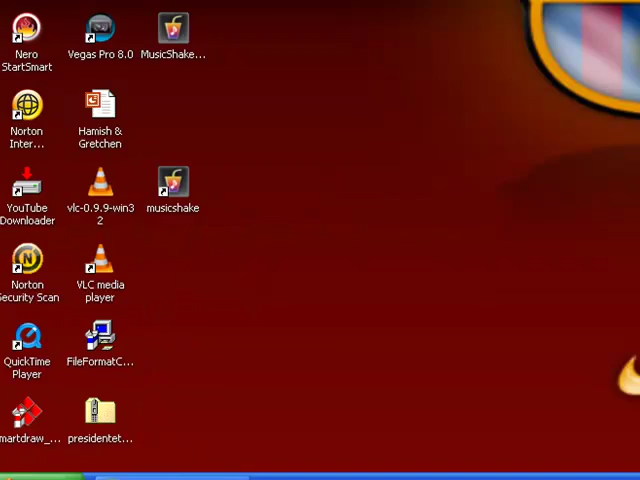 Nero
StartSmart
Vegas Pro 8.0
MusicShake...
Norton
Inter...
Hamish &
Gretchen
YouTube
Downloader
vlc-0.9.9-win3
2
musicshake
Norton
Security Scan
VLC media
player
QuickTime
Player
FileFormatC...
martdraw_...
presidentet...